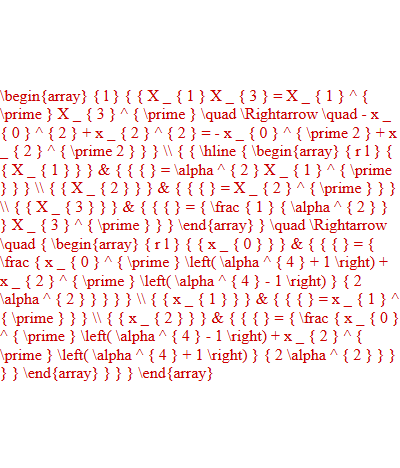 \begin{array} { l } { { X _ { 1 } X _ { 3 } = X _ { 1 } ^ {
\prime } X _ { 3 } ^ { \prime } \quad \Rightarrow \quad - x _
{ 0 } ^ { 2 } + x _ { 2 } ^ { 2 } = - x _ { 0 } ^ { \prime 2 } + x
_ { 2 } ^ { \prime 2 } } } \\ { { \hline { \begin{array} { r l } {
{ X _ { 1 } } } & { { { } = \alpha ^ { 2 } X _ { 1 } ^ { \prime
} } } \\ { { X _ { 2 } } } & { { { } = X _ { 2 } ^ { \prime } } }
\\ { { X _ { 3 } } } & { { { } = { \frac { 1 } { \alpha ^ { 2 } }
} X _ { 3 } ^ { \prime } } } \end{array} } \quad \Rightarrow
\quad { \begin{array} { r l } { { x _ { 0 } } } & { { { } = {
\frac { x _ { 0 } ^ { \prime } \left( \alpha ^ { 4 } + 1 \right) +
x _ { 2 } ^ { \prime } \left( \alpha ^ { 4 } - 1 \right) } { 2
\alpha ^ { 2 } } } } } \\ { { x _ { 1 } } } & { { { } = x _ { 1 } ^
{ \prime } } } \\ { { x _ { 2 } } } & { { { } = { \frac { x _ { 0 }
^ { \prime } \left( \alpha ^ { 4 } - 1 \right) + x _ { 2 } ^ {
\prime } \left( \alpha ^ { 4 } + 1 \right) } { 2 \alpha ^ { 2 } } }
} } \end{array} } } } \end{array}